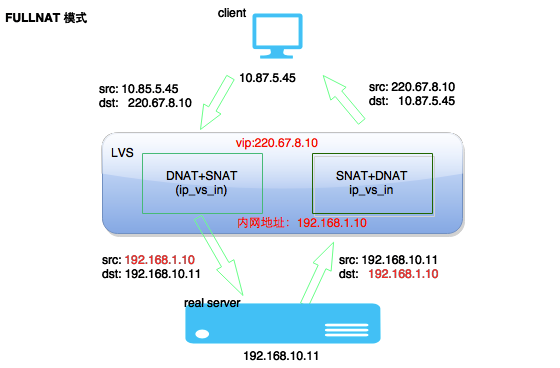 FULLNAT 模式
client
10.87.5.45
src: 10.85.5.45
dst: 220.67.8.10
src: 220.67.8.10
dst: 10.87.5.45
vip:220.67.8.10
LVS
DNAT+SNAT
(ip_vs_in)
SNAT+DNAT
ip_vs_in
内网地址：192.168.1.10
src: 192.168.1.10
dst: 192.168.10.11
src: 192.168.10.11
dst: 192.168.1.10
real server
192.168.10.11